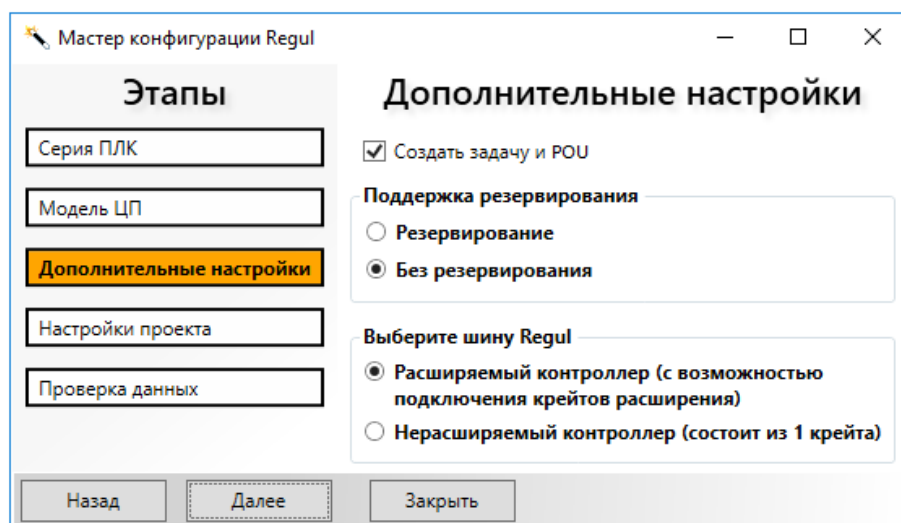 Мастер конфигурации Regul
Этапы
Серия ПЛК
Модель ЦП
Дополнительные настройки
Настройки проекта
Проверка данных
Дополнительные настройки
Создать задачу и POU
Поддержка резервирования
Резервирование
Без резервирования
Выберите шину Regul
Расширяемый контроллер (с возможностью
подключения крейтов расширения)
Нерасширяемый контроллер (состоит из 1 крейта)
Назад
Далее
Закрыть